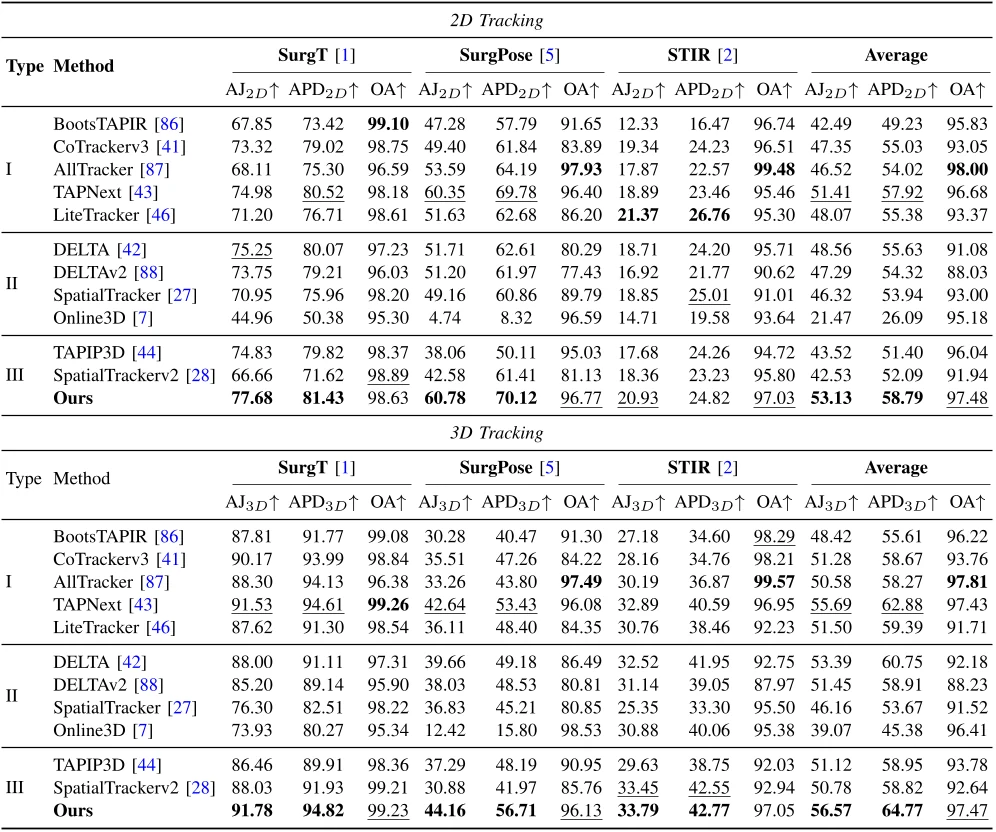 2D Tracking
Type Method SurgT [1] SurgPose [5] STIR [2] Average
AJ2D↑ APD2D↑ OA↑ AJ2D↑ APD2D↑ OA↑ AJ2D↑ APD2D↑ OA↑ AJ2D↑ APD2D↑ OA↑
I
BootsTAPIR [86] 67.85 73.42 99.10 47.28 57.79 91.65 12.33 16.47 96.74 42.49 49.23 95.83
CoTrackerv3 [41] 73.32 79.02 98.75 49.40 61.84 83.89 19.34 24.23 96.51 47.35 55.03 93.05
AllTracker [87] 68.11 75.30 96.59 53.59 64.19 97.93 17.87 22.57 99.48 46.52 54.02 98.00
TAPNext [43] 74.98 80.52 98.18 60.35 69.78 96.40 18.89 23.46 95.46 51.41 57.92 96.68
LiteTracker [46] 71.20 76.71 98.61 51.63 62.68 86.20 21.37 26.76 95.30 48.07 55.38 93.37
II
DELTA [42] 75.25 80.07 97.23 51.71 62.61 80.29 18.71 24.20 95.71 48.56 55.63 91.08
DELTAv2 [88] 73.75 79.21 96.03 51.20 61.97 77.43 16.92 21.77 90.62 47.29 54.32 88.03
SpatialTracker [27] 70.95 75.96 98.20 49.16 60.86 89.79 18.85 25.01 91.01 46.32 53.94 93.00
Online3D [7] 44.96 50.38 95.30 4.74 8.32 96.59 14.71 19.58 93.64 21.47 26.09 95.18
III
TAPIP3D [44] 74.83 79.82 98.37 38.06 50.11 95.03 17.68 24.26 94.72 43.52 51.40 96.04
SpatialTrackerv2 [28] 66.66 71.62 98.89 42.58 61.41 81.13 18.36 23.23 95.80 42.53 52.09 91.94
Ours 77.68 81.43 98.63 60.78 70.12 96.77 20.93 24.82 97.03 53.13 58.79 97.48
3D Tracking
Type Method SurgT [1] SurgPose [5] STIR [2] Average
AJ3D↑ APD3D↑ OA↑ AJ3D↑ APD3D↑ OA↑ AJ3D↑ APD3D↑ OA↑ AJ3D↑ APD3D↑ OA↑
I
BootsTAPIR [86] 87.81 91.77 99.08 30.28 40.47 91.30 27.18 34.60 98.29 48.42 55.61 96.22
CoTrackerv3 [41] 90.17 93.99 98.84 35.51 47.26 84.22 28.16 34.76 98.21 51.28 58.67 93.76
AllTracker [87] 88.30 94.13 96.38 33.26 43.80 97.49 30.19 36.87 99.57 50.58 58.27 97.81
TAPNext [43] 91.53 94.61 99.26 42.64 53.43 96.08 32.89 40.59 96.95 55.69 62.88 97.43
LiteTracker [46] 87.62 91.30 98.54 36.11 48.40 84.35 30.76 38.46 92.23 51.50 59.39 91.71
II
DELTA [42] 88.00 91.11 97.31 39.66 49.18 86.49 32.52 41.95 92.75 53.39 60.75 92.18
DELTAv2 [88] 85.20 89.14 95.90 38.03 48.53 80.81 31.14 39.05 87.97 51.45 58.91 88.23
SpatialTracker [27] 76.30 82.51 98.22 36.83 45.21 80.85 25.35 33.30 95.50 46.16 53.67 91.52
Online3D [7] 73.93 80.27 95.34 12.42 15.80 98.53 30.88 40.06 95.38 39.07 45.38 96.41
III
TAPIP3D [44] 86.46 89.91 98.36 37.29 48.19 90.95 29.63 38.75 92.03 51.12 58.95 93.78
SpatialTrackerv2 [28] 88.03 91.93 99.21 30.88 41.97 85.76 33.45 42.55 92.94 50.78 58.82 92.64
Ours 91.78 94.82 99.23 44.16 56.71 96.13 33.79 42.77 97.05 56.57 64.77 97.47